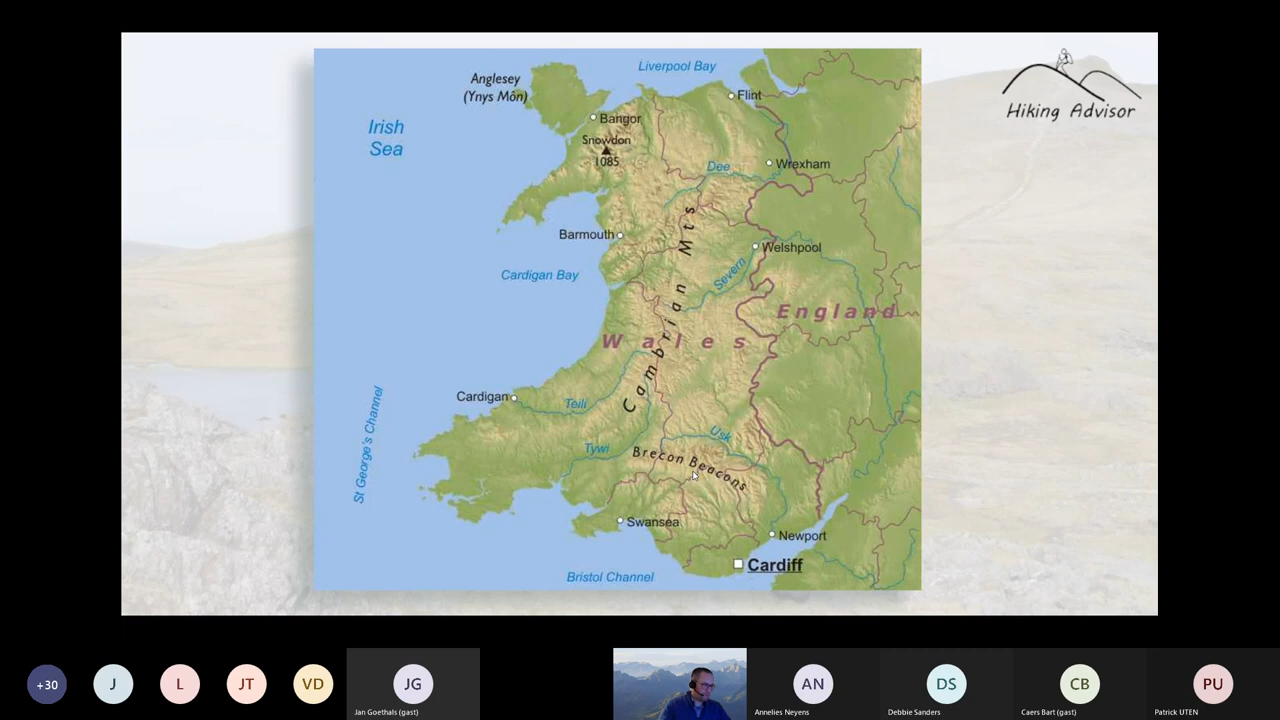 Liverpool Bay
Anglesey
(Ynys Môn)
Flint
Hiking Advisor
Bangor
Irish
Sea
Snowdon
1085
Dee
Wrexham
Barmouth
Welshpool
Cardigan Bay
Severn
Cambrian Mts
England
Wales
Cardigan
Teili
St George's Channel
Usk
Tywi
Brecon Beacons
Swansea
Newport
Cardiff
Bristol Channel
+30
J
L
JT
VD
JG
AN
DS
CB
PU
Jan Goethals (gast)
Annelies Neyens
Debbie Sanders
Caers Bart (gast)
Patrick UTEN